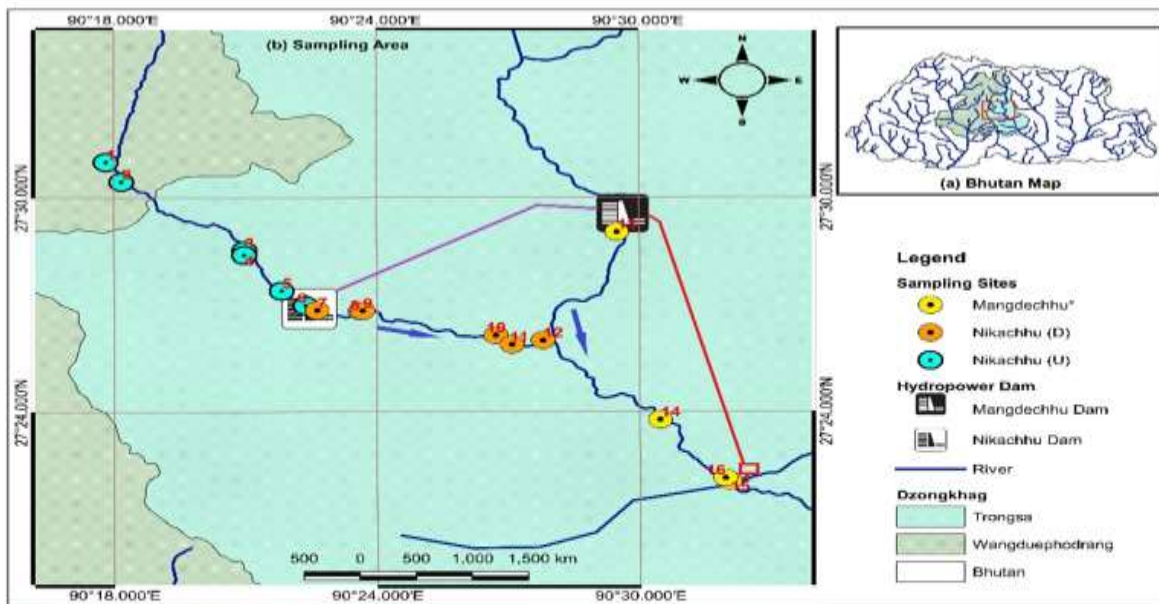 90°18.000'E
90°24.000'E
90°30.000'E
(b) Sampling Area
N
W
E
S
(a) Bhutan Map
27°30.000'N
27°30.000'N
5
7
8
9
10
11
12
14
16
15
27°24.000'N
27°24.000'N
500
0
500
1,000
1,500 km
90°18.000'E
90°24.000'E
90°30.000'E
Legend
Sampling Sites
Mangdechhu*
Nikachhu (D)
Nikachhu (U)
Hydropower Dam
Mangdechhu Dam
Nikachhu Dam
River
Dzongkhag
Trongsa
Wangduephodrang
Bhutan